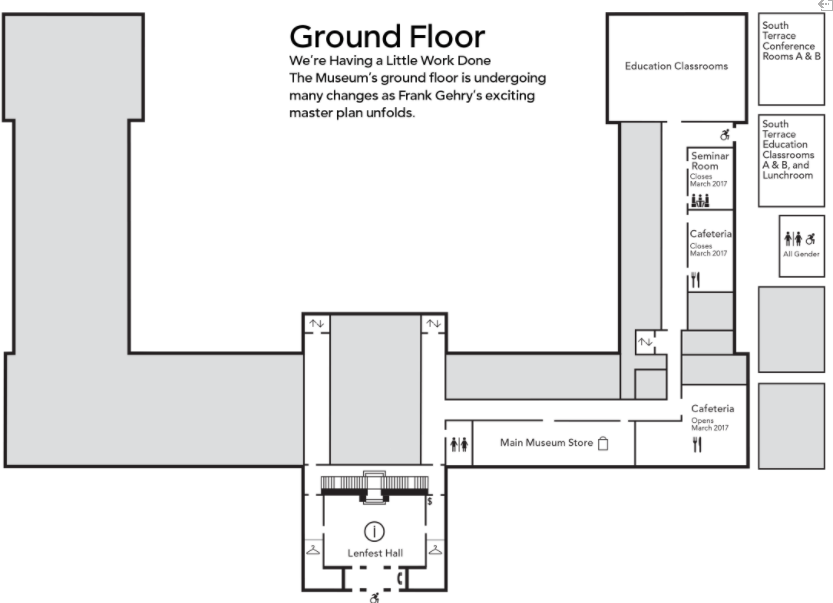 Ground Floor
We're Having a Little Work Done
The Museum's ground floor is undergoing
many changes as Frank Gehry's exciting
master plan unfolds.
Education Classrooms
South
Terrace
Conference
Rooms A & B
South
Terrace
Education
Classrooms
A & B, and
Lunchroom
Seminar
Room
Closes
March 2017
Cafeteria
Closes
March 2017
All Gender
Cafeteria
Opens
March 2017
Main Museum Store
$
i
Lenfest Hall